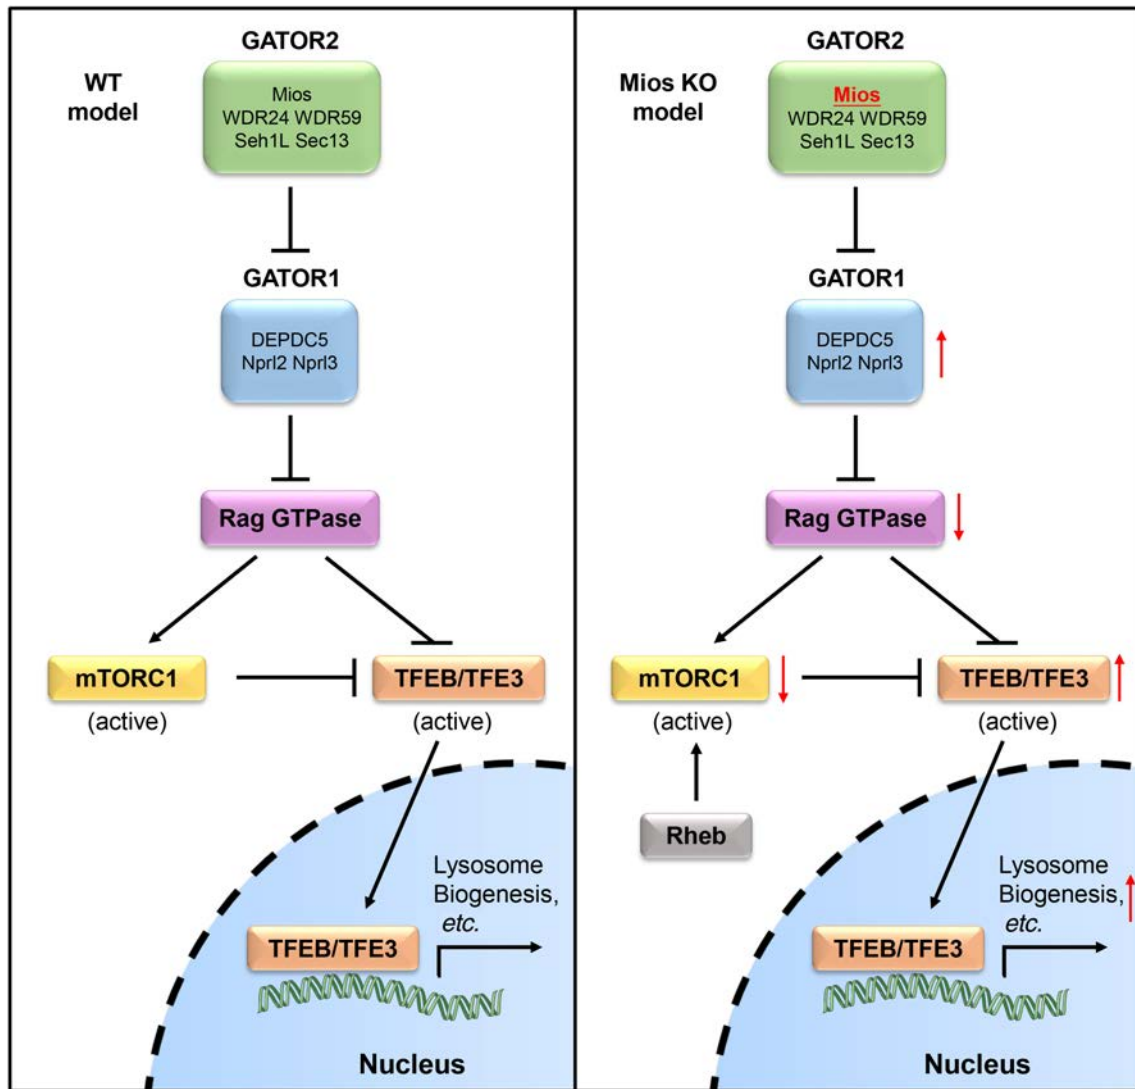 GATOR2
WT
model
Mios
WDR24 WDR59
Seh1L Sec13
GATOR1
DEPDC5
Nprl2 Nprl3
Rag GTPase
mTORC1
(active)
TFEB/TFE3
(active)
Lysosome
Biogenesis,
etc.
TFEB/TFE3
Nucleus
GATOR2
Mios KO
model
Mios
WDR24 WDR59
Seh1L Sec13
GATOR1
DEPDC5
Nprl2 Nprl3
Rag GTPase
mTORC1
(active)
TFEB/TFE3
(active)
Rheb
Lysosome
Biogenesis,
etc.
TFEB/TFE3
Nucleus